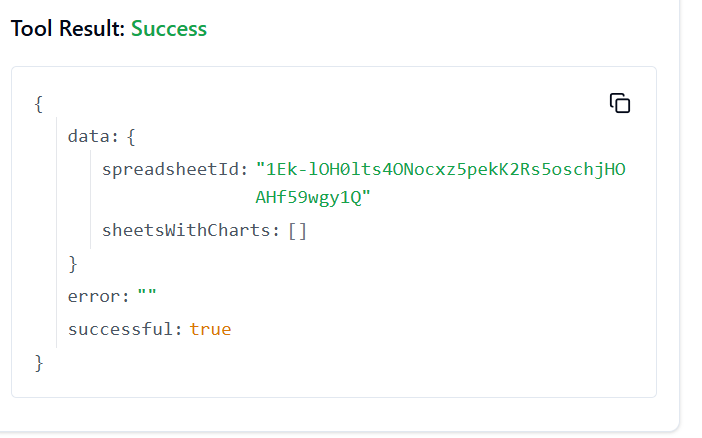 Tool Result: Success
{
data: {
spreadsheetId: "1Ek-lOH0lts4ONocxz5pekK2Rs5oschjHO
AHf59wgy1Q"
sheetsWithCharts: []
}
error: ""
successful: true
}